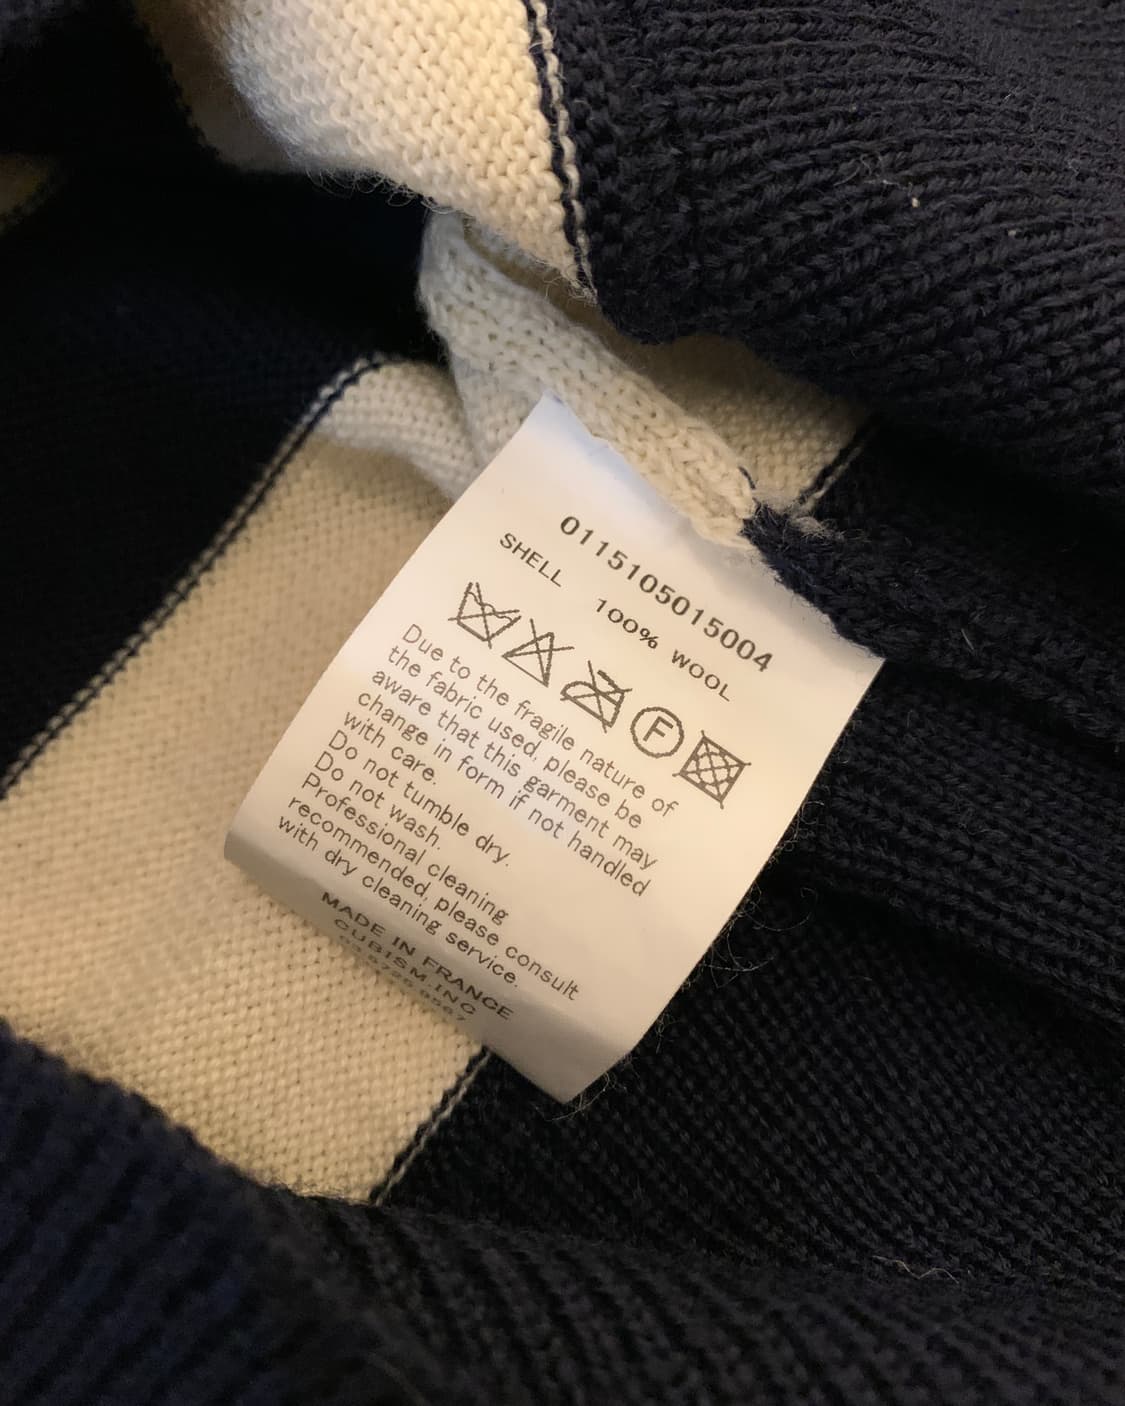 0115105015004
SHELL 100% WOOL
F
Due to the fragile nature of
the fabric used, please be
aware that this garment may
change in form if not handled
with care.
Do not tumble dry.
Do not wash.
Professional cleaning
recommended, please consult
with dry cleaning service.
MADE IN FRANCE
CUBISM.INC